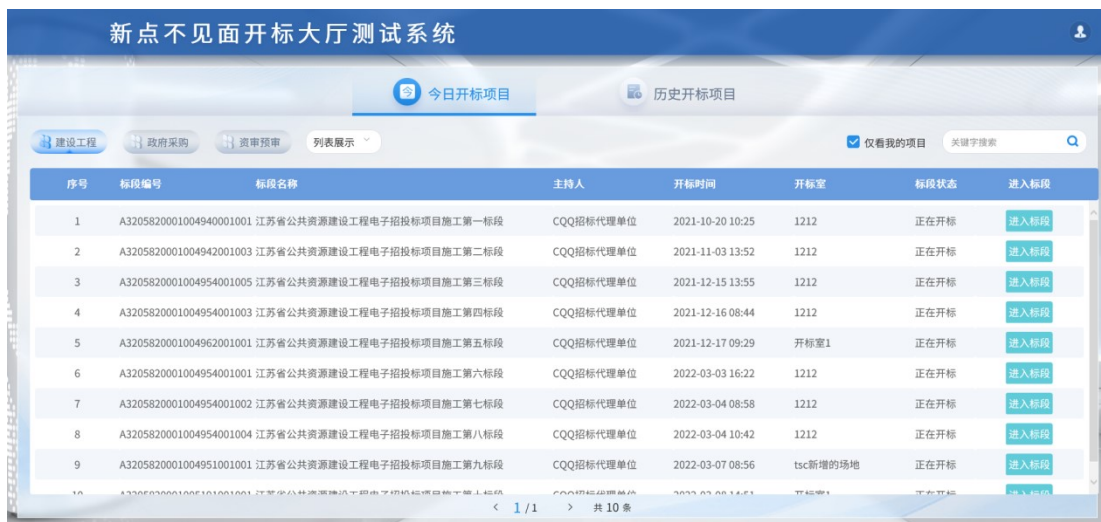 新点不见面开标大厅测试系统
今日开标项目 历史开标项目
建设工程 政府采购 资审预审 列表展示 仅看我的项目 关键字搜索
序号 标段编号 标段名称 主持人 开标时间 开标室 标段状态 进入标段
1 A3205820001004940001001 江苏省公共资源建设工程电子招投标项目施工第一标段 CQQ招标代理单位 2021-10-20 10:25 1212 正在开标 进入标段
2 A3205820001004942001003 江苏省公共资源建设工程电子招投标项目施工第二标段 CQQ招标代理单位 2021-11-03 13:52 1212 正在开标 进入标段
3 A3205820001004954001005 江苏省公共资源建设工程电子招投标项目施工第三标段 CQQ招标代理单位 2021-12-15 13:55 1212 正在开标 进入标段
4 A3205820001004954001003 江苏省公共资源建设工程电子招投标项目施工第四标段 CQQ招标代理单位 2021-12-16 08:44 1212 正在开标 进入标段
5 A3205820001004962001001 江苏省公共资源建设工程电子招投标项目施工第五标段 CQQ招标代理单位 2021-12-17 09:29 开标室1 正在开标 进入标段
6 A3205820001004954001001 江苏省公共资源建设工程电子招投标项目施工第六标段 CQQ招标代理单位 2022-03-03 16:22 1212 正在开标 进入标段
7 A3205820001004954001002 江苏省公共资源建设工程电子招投标项目施工第七标段 CQQ招标代理单位 2022-03-04 08:58 1212 正在开标 进入标段
8 A3205820001004954001004 江苏省公共资源建设工程电子招投标项目施工第八标段 CQQ招标代理单位 2022-03-04 10:42 1212 正在开标 进入标段
9 A3205820001004951001001 江苏省公共资源建设工程电子招投标项目施工第九标段 CQQ招标代理单位 2022-03-07 08:56 tsc新增的场地 正在开标 进入标段
< 1 / 1 > 共 10 条